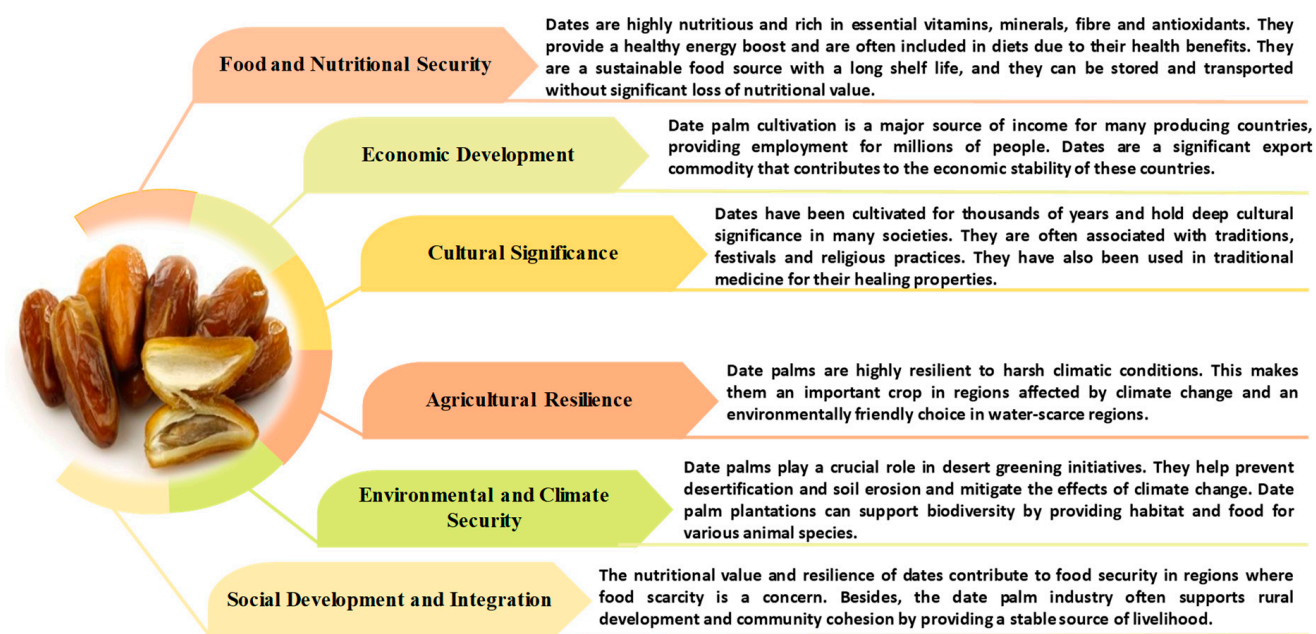 Food and Nutritional Security
Dates are highly nutritious and rich in essential vitamins, minerals, fibre and antioxidants. They
provide a healthy energy boost and are often included in diets due to their health benefits. They
are a sustainable food source with a long shelf life, and they can be stored and transported
without significant loss of nutritional value.
Economic Development
Date palm cultivation is a major source of income for many producing countries,
providing employment for millions of people. Dates are a significant export
commodity that contributes to the economic stability of these countries.
Cultural Significance
Dates have been cultivated for thousands of years and hold deep cultural
significance in many societies. They are often associated with traditions,
festivals and religious practices. They have also been used in traditional
medicine for their healing properties.
Agricultural Resilience
Date palms are highly resilient to harsh climatic conditions. This makes
them an important crop in regions affected by climate change and an
environmentally friendly choice in water-scarce regions.
Environmental and Climate
Security
Date palms play a crucial role in desert greening initiatives. They help prevent
desertification and soil erosion and mitigate the effects of climate change. Date
palm plantations can support biodiversity by providing habitat and food for
various animal species.
Social Development and Integration
The nutritional value and resilience of dates contribute to food security in regions where
food scarcity is a concern. Besides, the date palm industry often supports rural
development and community cohesion by providing a stable source of livelihood.